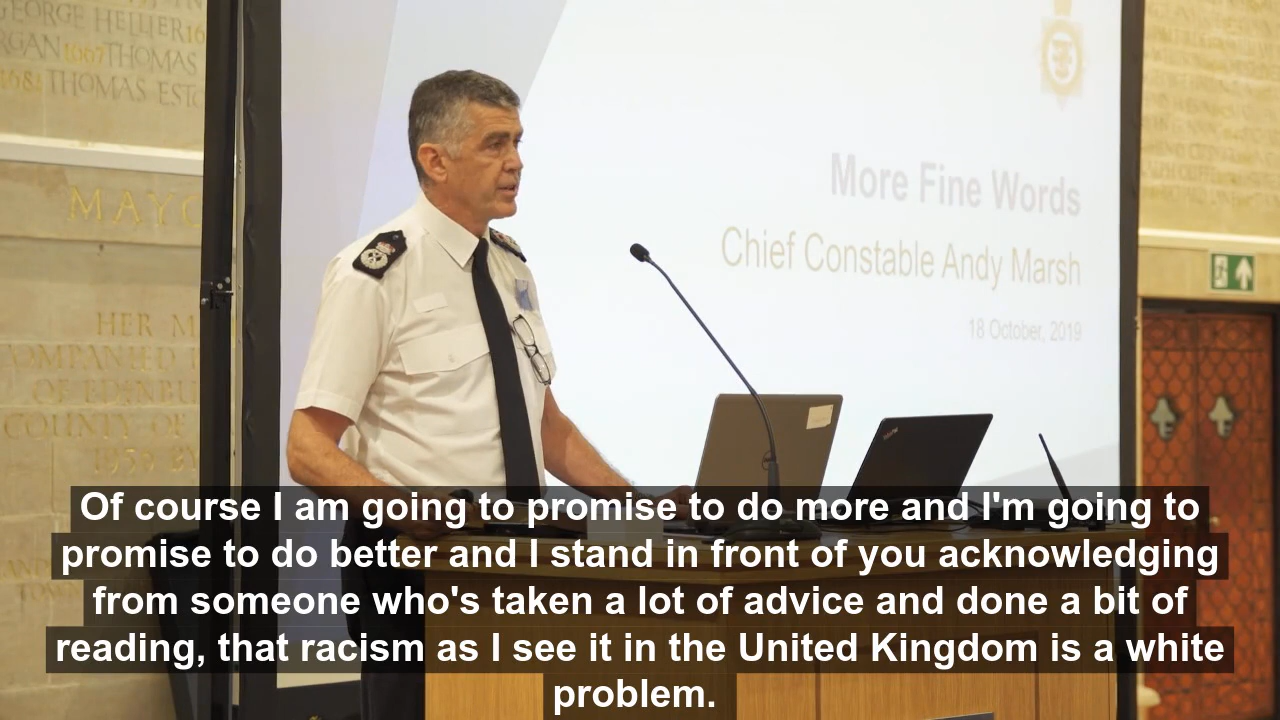 GEORGE HELLIER
THOMAS
1684 THOMAS
MAYO
HER
OF
COUNTY OF
BY
More Fine Words
Chief Constable Andy Marsh
18 October, 2019
Of course I am going to promise to do more and I'm going to
promise to do better and I stand in front of you acknowledging
from someone who's taken a lot of advice and done a bit of
reading, that racism as I see it in the United Kingdom is a white
problem.